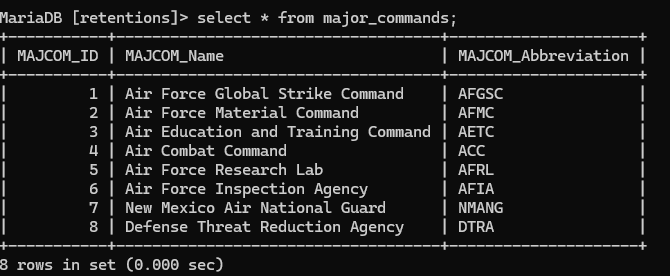 MariaDB [retentions]> select * from major_commands;
+-----------+-----------------------------------+---------------------+
| MAJCOM_ID | MAJCOM_Name                       | MAJCOM_Abbreviation |
+-----------+-----------------------------------+---------------------+
|         1 | Air Force Global Strike Command   | AFGSC               |
|         2 | Air Force Material Command        | AFMC                |
|         3 | Air Education and Training Command | AETC                |
|         4 | Air Combat Command                | ACC                 |
|         5 | Air Force Research Lab            | AFRL                |
|         6 | Air Force Inspection Agency       | AFIA                |
|         7 | New Mexico Air National Guard     | NMANG               |
|         8 | Defense Threat Reduction Agency   | DTRA                |
+-----------+-----------------------------------+---------------------+
8 rows in set (0.000 sec)